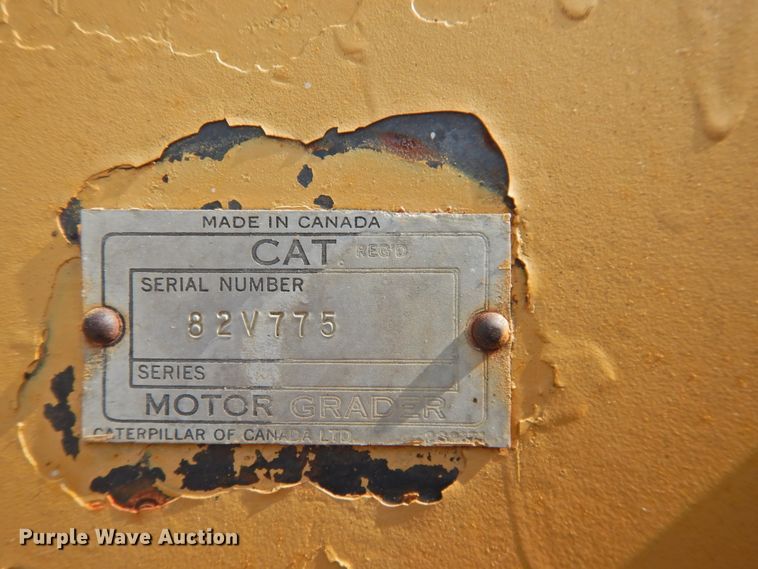 MADE IN CANADA
CAT REG'D
SERIAL NUMBER
82V775
SERIES
MOTOR GRADER
CATERPILLAR OF CANADA LTD.
Purple Wave Auction